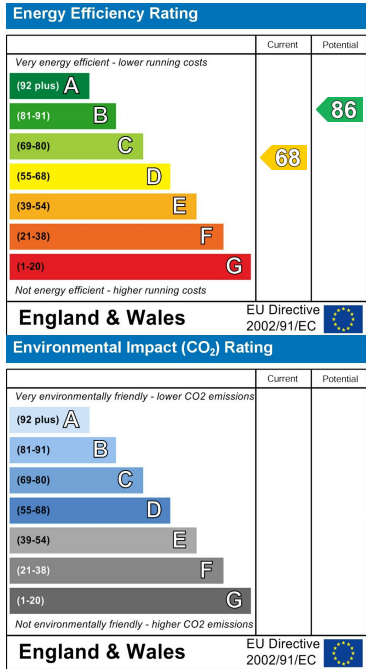 Energy Efficiency Rating
Current Potential
Very energy efficient - lower running costs
(92 plus) A
(81-91) B
86
(69-80) C
68
(55-68) D
(39-54) E
(21-38) F
(1-20) G
Not energy efficient - higher running costs
England & Wales
EU Directive
2002/91/EC
Environmental Impact (CO₂) Rating
Current Potential
Very environmentally friendly - lower CO2 emissions
(92 plus) A
(81-91) B
(69-80) C
(55-68) D
(39-54) E
(21-38) F
(1-20) G
Not environmentally friendly - higher CO2 emissions
England & Wales
EU Directive
2002/91/EC